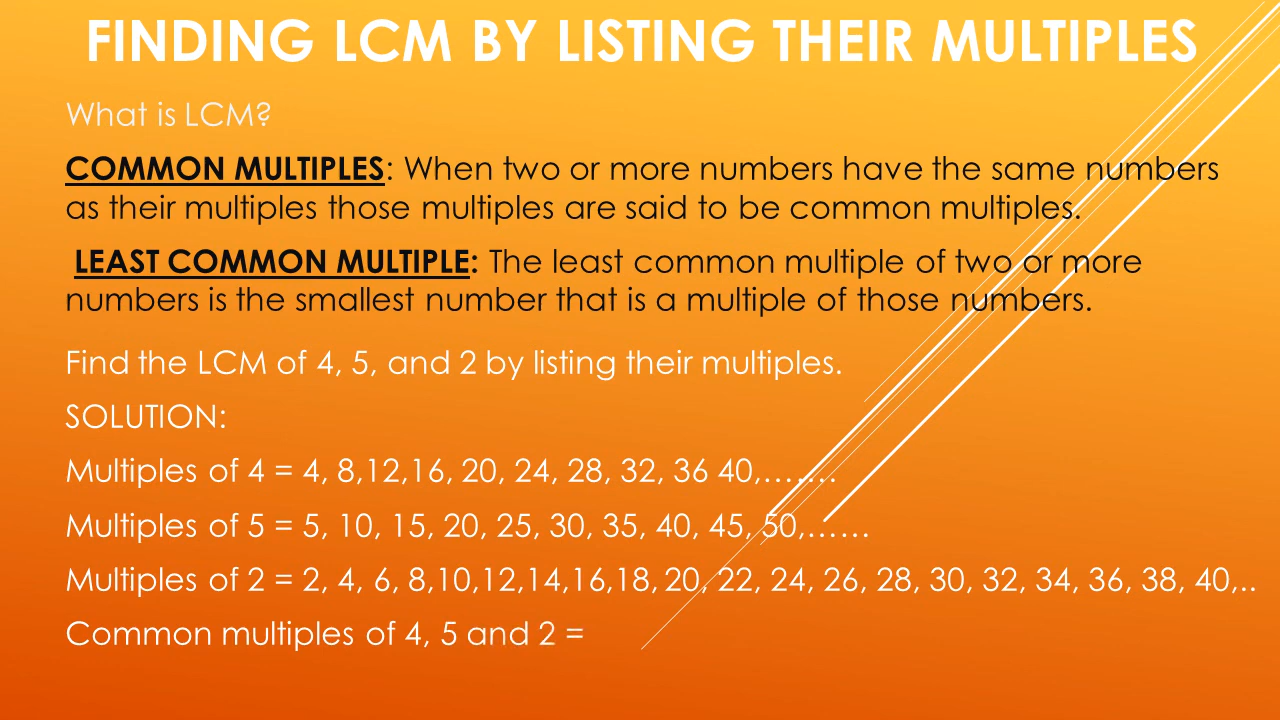 FINDING LCM BY LISTING THEIR MULTIPLES
What is LCM?
COMMON MULTIPLES: When two or more numbers have the same numbers
as their multiples those multiples are said to be common multiples.
LEAST COMMON MULTIPLE: The least common multiple of two or more
numbers is the smallest number that is a multiple of those numbers.
Find the LCM of 4, 5, and 2 by listing their multiples.
SOLUTION:
Multiples of 4 = 4, 8,12,16, 20, 24, 28, 32, 36 40,.......
Multiples of 5 = 5, 10, 15, 20, 25, 30, 35, 40, 45, 50,......
Multiples of 2 = 2, 4, 6, 8,10,12,14,16,18, 20, 22, 24, 26, 28, 30, 32, 34, 36, 38, 40,..
Common multiples of 4, 5 and 2 =